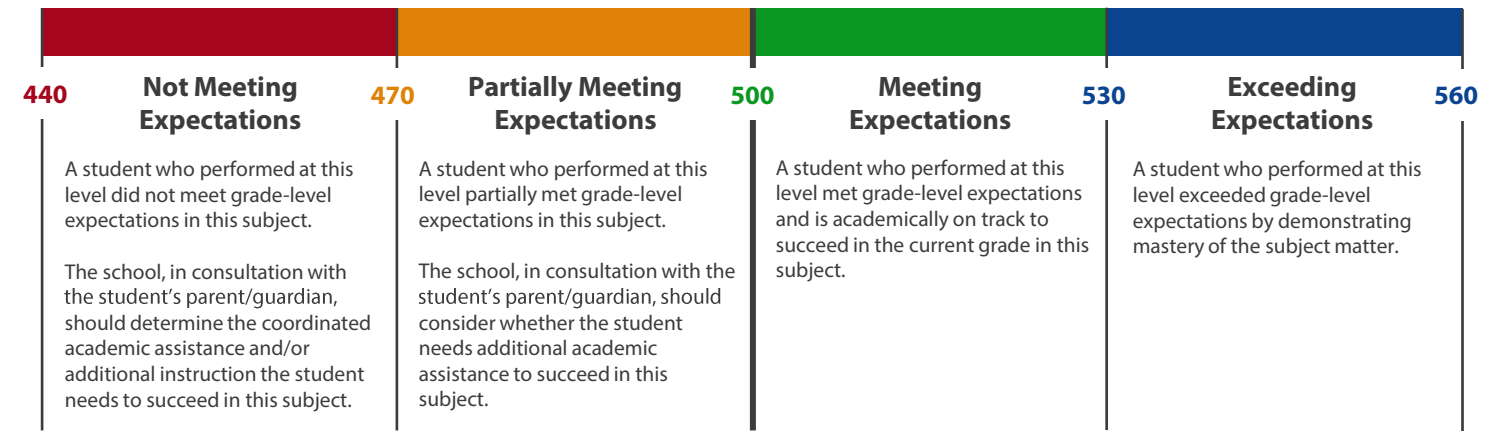 440
Not Meeting
Expectations
A student who performed at this
level did not meet grade-level
expectations in this subject.
The school, in consultation with
the student's parent/guardian,
should determine the coordinated
academic assistance and/or
additional instruction the student
needs to succeed in this subject.
470
Partially Meeting
Expectations
A student who performed at this
level partially met grade-level
expectations in this subject.
The school, in consultation with the
student's parent/guardian, should
consider whether the student
needs additional academic
assistance to succeed in this
subject.
500
Meeting
Expectations
A student who performed at this
level met grade-level expectations
and is academically on track to
succeed in the current grade in this
subject.
530
Exceeding
Expectations
A student who performed at this
level exceeded grade-level
expectations by demonstrating
mastery of the subject matter.
560